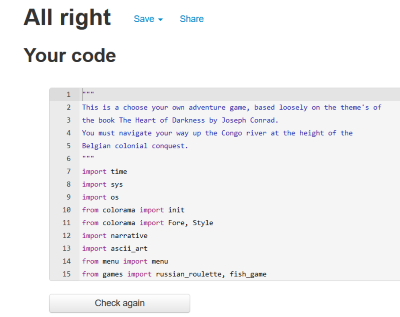 All right Save Share
Your code
1 """
2 This is a choose your own adventure game, based loosely on the theme's of
3 the book The Heart of Darkness by Joseph Conrad.
4 You must navigate your way up the Congo river at the height of the
5 Belgian colonial conquest.
6 """
7 import time
8 import sys
9 import os
10 from colorama import init
11 from colorama import Fore, Style
12 import narrative
13 import ascii_art
14 from menu import menu
15 from games import russian_roulette, fish_game
Check again